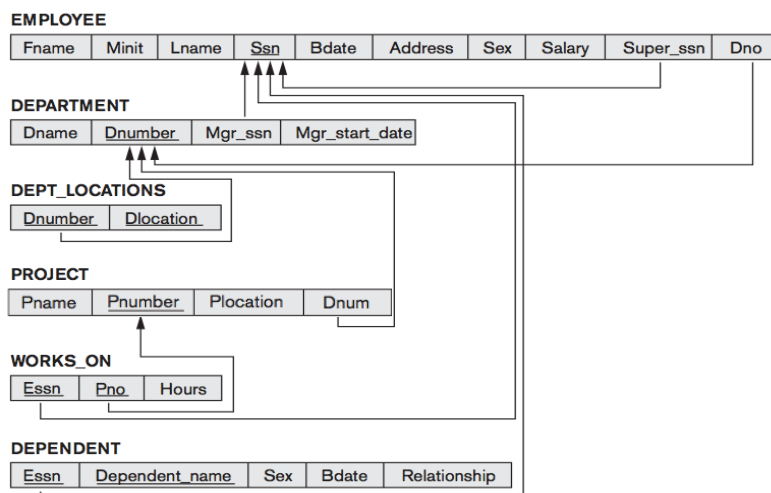 EMPLOYEE
Fname Minit Lname Ssn Bdate Address Sex Salary Super_ssn Dno
DEPARTMENT
Dname Dnumber Mgr_ssn Mgr_start_date
DEPT_LOCATIONS
Dnumber Dlocation
PROJECT
Pname Pnumber Plocation Dnum
WORKS_ON
Essn Pno Hours
DEPENDENT
Essn Dependent_name Sex Bdate Relationship